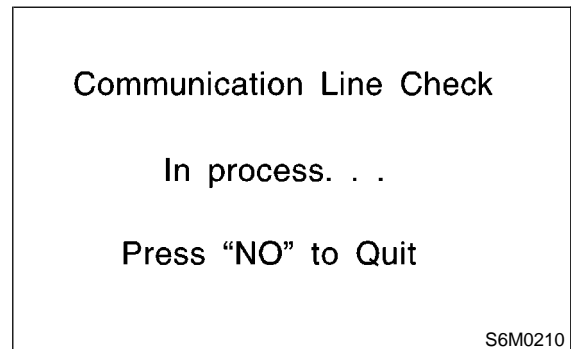 Communication Line Check
In process. . .
Press “NO” to Quit
S6M0210